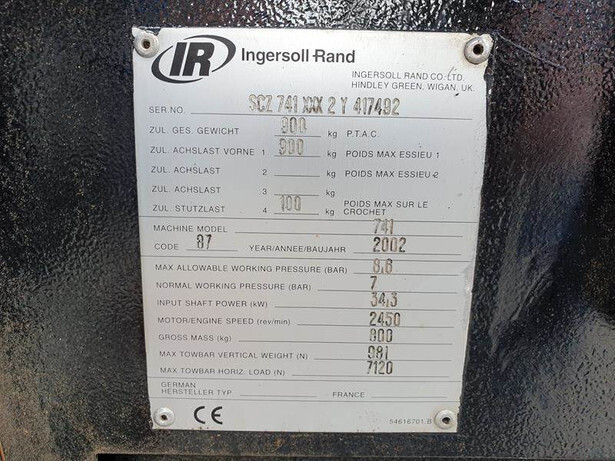 IR Ingersoll-Rand
INGERSOLL RAND CO. LTD.
HINDLEY GREEN, WIGAN, UK.
SER.NO. SCZ 741 XXX 2 Y 417492
ZUL. GES. GEWICHT 900 kg P.T.A.C.
ZUL. ACHSLAST VORNE 1 900 kg POIDS MAX ESSIEU 1
ZUL. ACHSLAST 2 kg POIDS MAX ESSIEU 2
ZUL. ACHSLAST 3 kg
ZUL. STUTZLAST 4 100 kg POIDS MAX SUR LE CROCHET
MACHINE MODEL 741
CODE 87 YEAR/ANNEE/BAUJAHR 2002
MAX ALLOWABLE WORKING PRESSURE (BAR) 8,6
NORMAL WORKING PRESSURE (BAR) 7
INPUT SHAFT POWER (kW) 34,3
MOTOR/ENGINE SPEED (rev/min) 2450
GROSS MASS (kg) 900
MAX TOWBAR VERTICAL WEIGHT (N) 981
MAX TOWBAR HORIZ. LOAD (N) 7120
GERMAN
HERSTELLER TYP FRANCE
CE 54616701.B